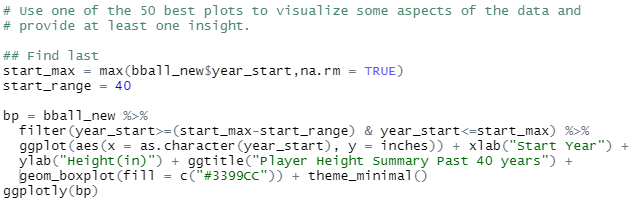 # Use one of the 50 best plots to visualize some aspects of the data and
# provide at least one insight.
## Find last
start_max = max(bball_new$year_start,na.rm = TRUE)
start_range = 40
bp = bball_new %>%
filter(year_start>=(start_max-start_range) & year_start<=start_max) %>%
ggplot(aes(x = as.character(year_start), y = inches)) + xlab("Start Year") +
ylab("Height(in)") + ggtitle("Player Height Summary Past 40 years") +
geom_boxplot(fill = c("#3399CC")) + theme_minimal()
ggplotly(bp)